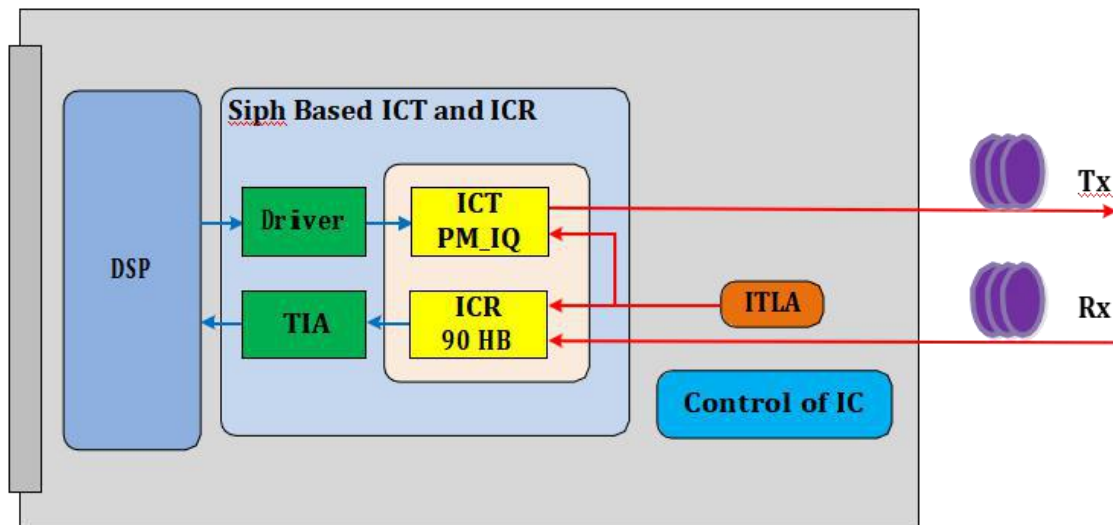 Siph Based ICT and ICR
Driver
ICT
PM_IQ
Tx
DSP
TIA
ICR
90 HB
ITLA
Rx
Control of IC